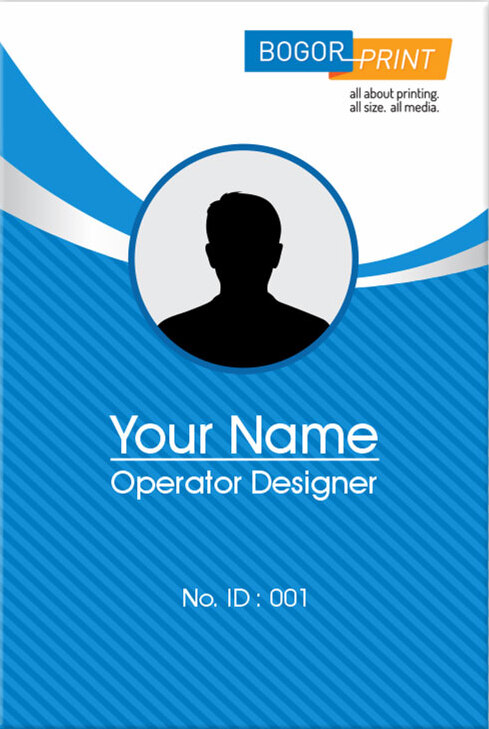 BOGOR PRINT
all about printing.
all size. all media.
Your Name
Operator Designer
No. ID : 001